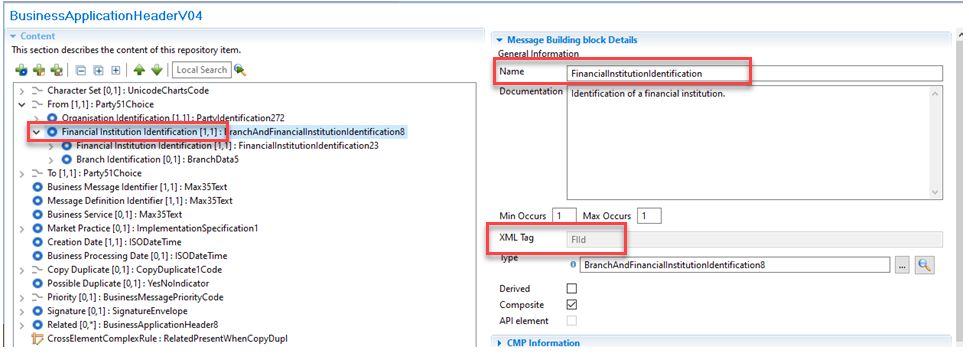 BusinessApplicationHeaderV04
Content
This section describes the content of this repository item.
Local Search
Character Set [0,1] : UnicodeChartsCode
From [1,1] : Party51Choice
Organisation Identification [1,1] : PartyIdentification272
Financial Institution Identification [1,1] : BranchAndFinancialInstitutionIdentification8
Financial Institution Identification [1,1] : FinancialInstitutionIdentification23
Branch Identification [0,1] : BranchData5
To [1,1] : Party51Choice
Business Message Identifier [1,1] : Max35Text
Message Definition Identifier [1,1] : Max35Text
Business Service [0,1] : Max35Text
Market Practice [0,1] : ImplementationSpecification1
Creation Date [1,1] : ISODateTime
Business Processing Date [0,1] : ISODateTime
Copy Duplicate [0,1] : CopyDuplicate1Code
Possible Duplicate [0,1] : YesNoIndicator
Priority [0,1] : BusinessMessagePriorityCode
Signature [0,1] : SignatureEnvelope
Related [0,*] : BusinessApplicationHeader8
CrossElementComplexRule : RelatedPresentWhenCopyDupl
Message Building block Details
General Information
Name FinancialInstitutionIdentification
Documentation Identification of a financial institution.
Min Occurs 1 Max Occurs 1
XML Tag FIId
Type BranchAndFinancialInstitutionIdentification8 ...
Derived
Composite
API element
CMP Information